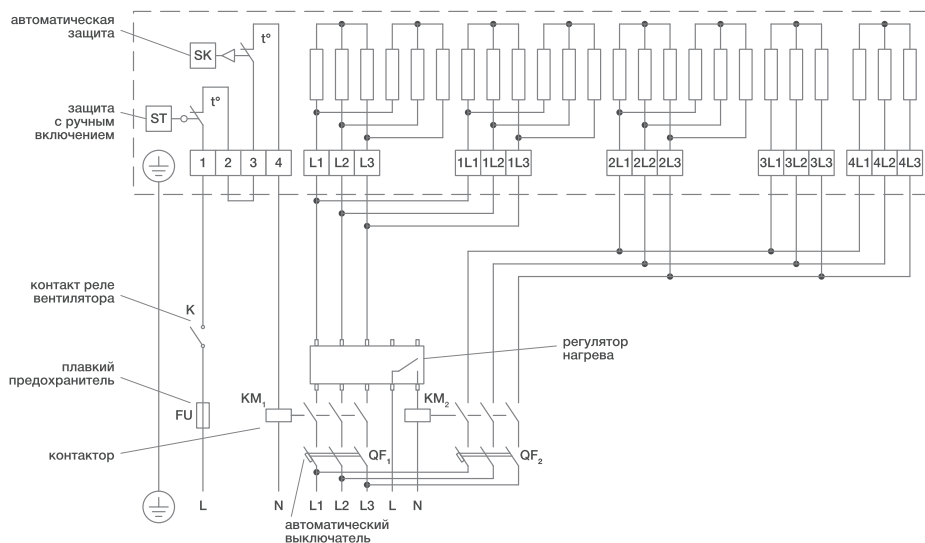 автоматическая
защита
SK
t°
защита
с ручным
включением
ST
t°
1 2 3 4
L1 L2 L3
1L1 1L2 1L3
2L1 2L2 2L3
3L1 3L2 3L3
4L1 4L2 4L3
контакт реле
вентилятора
K
регулятор
нагрева
плавкий
предохранитель
FU
KM1
KM2
контактор
QF1
QF2
L N L1 L2 L3 L N
автоматический
выключатель